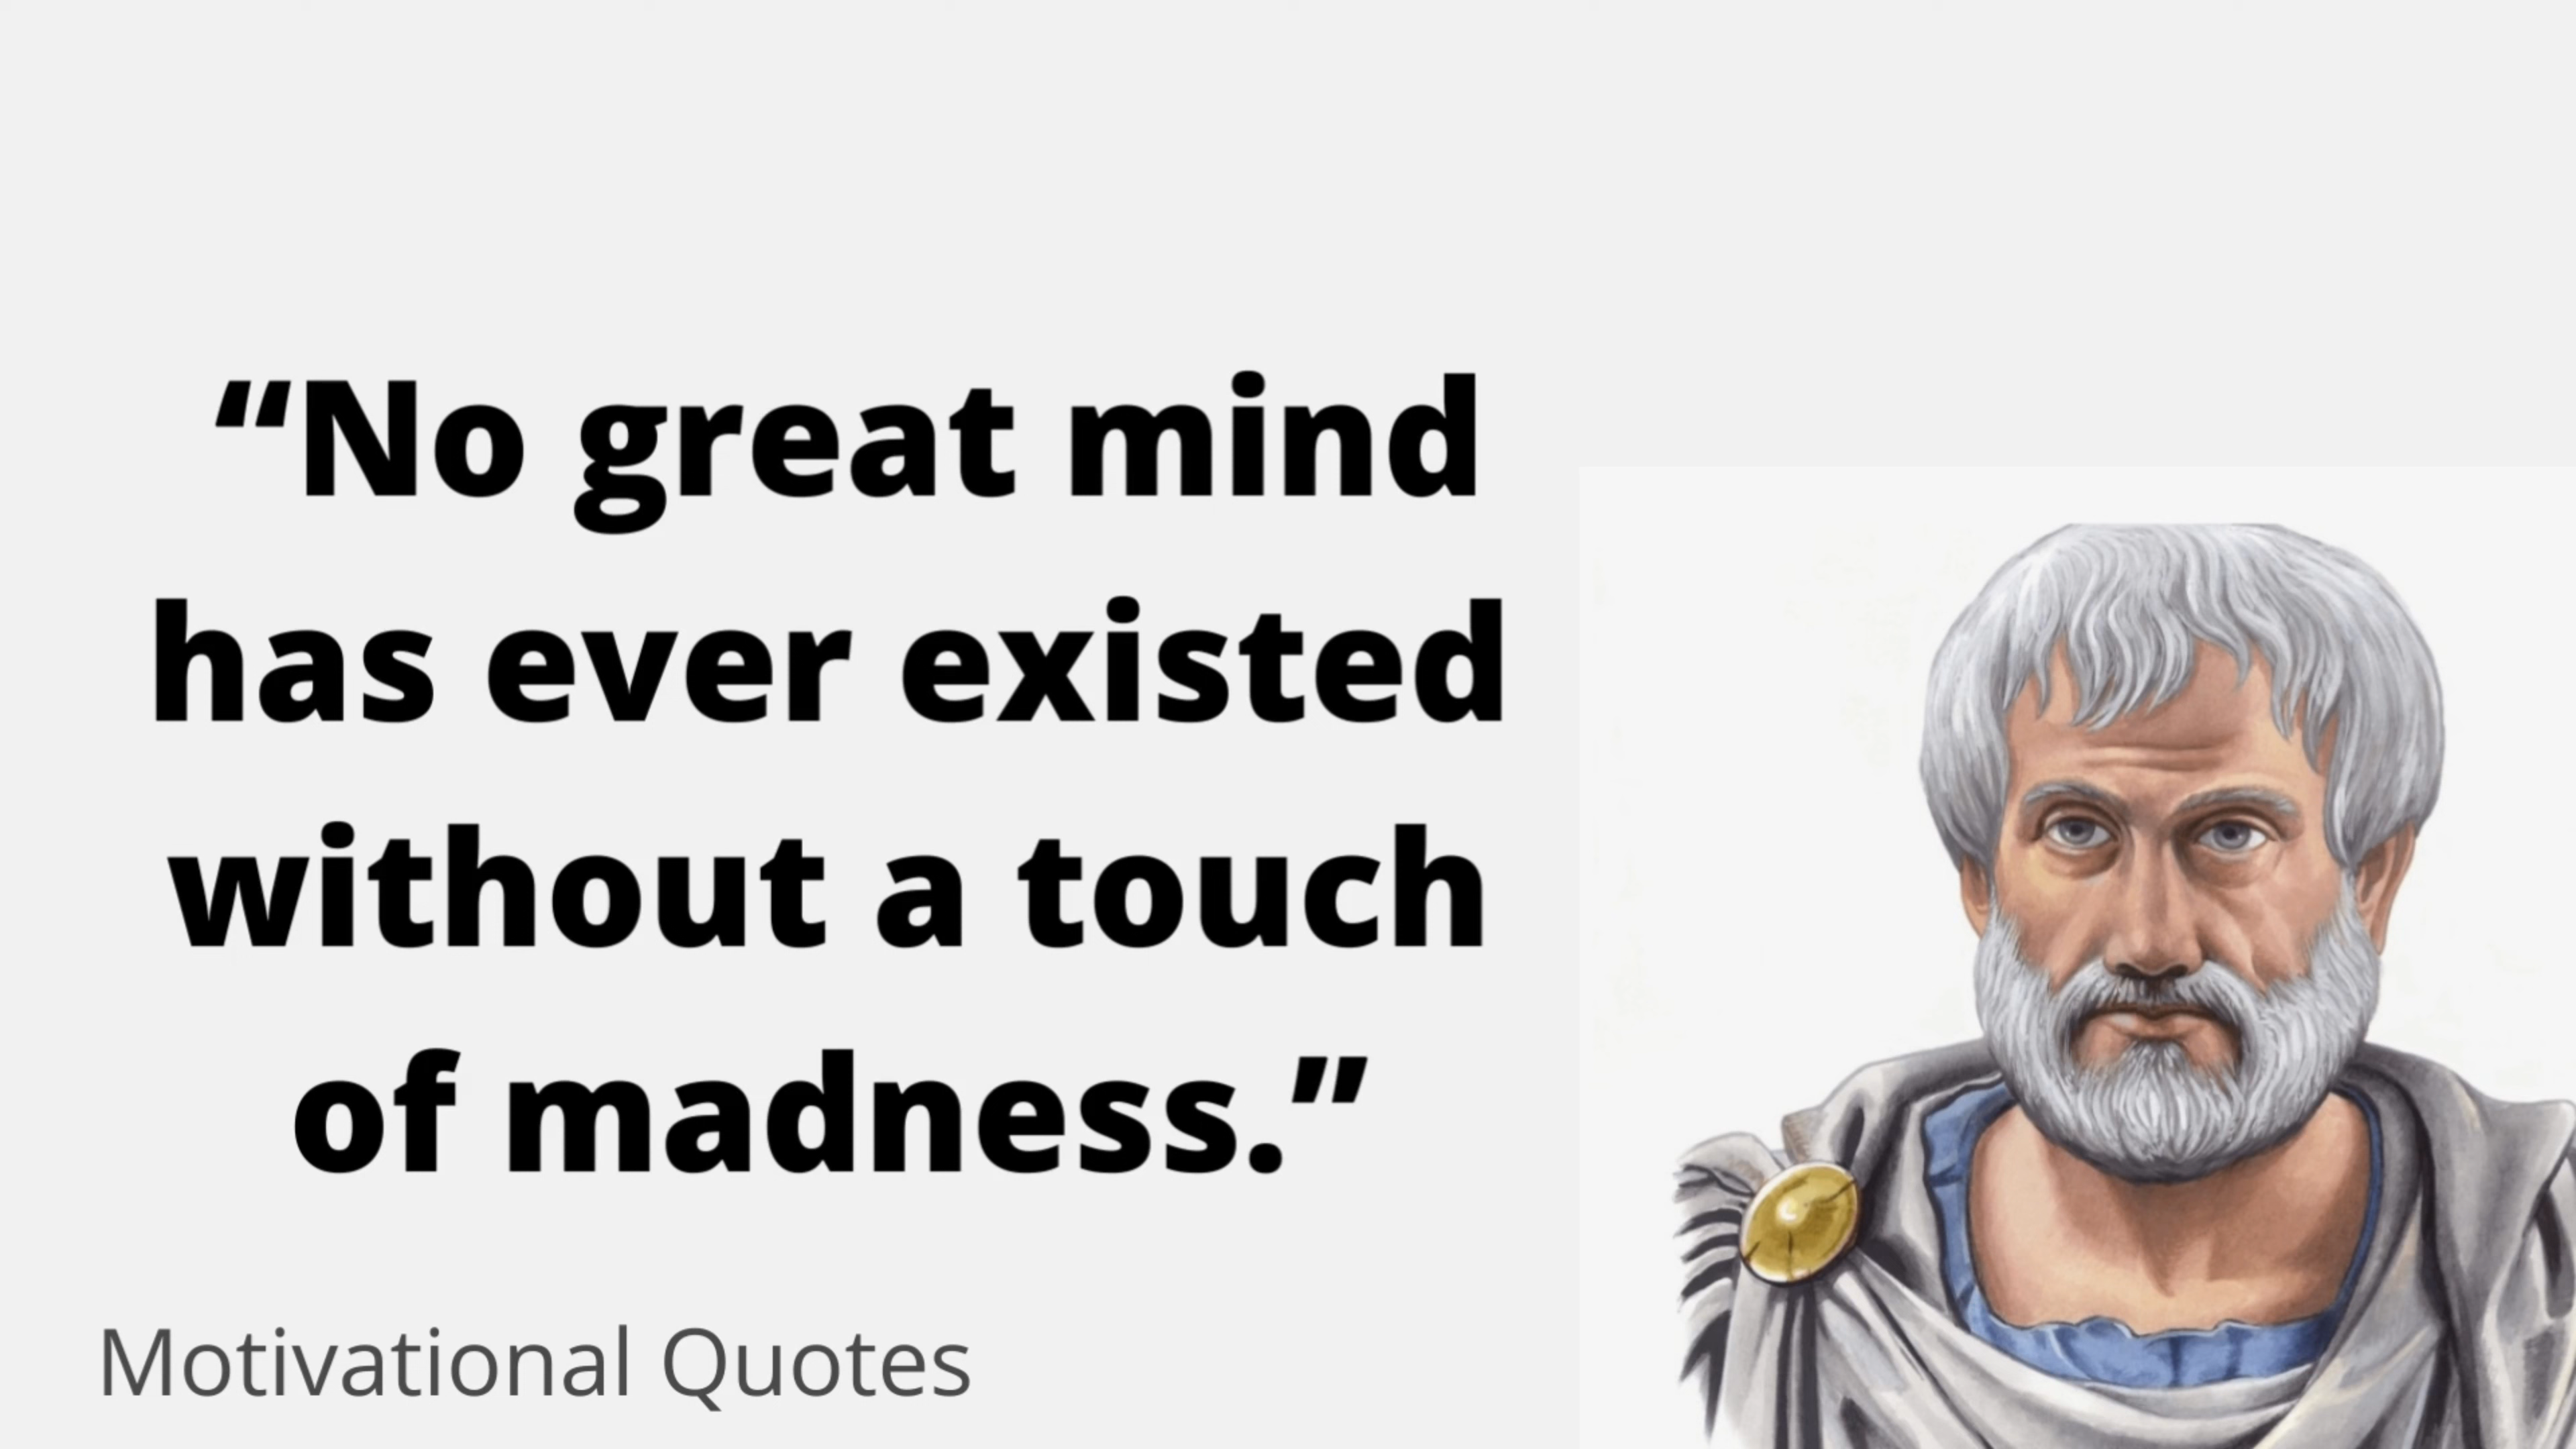 “No great mind
has ever existed
without a touch
of madness.”
Motivational Quotes